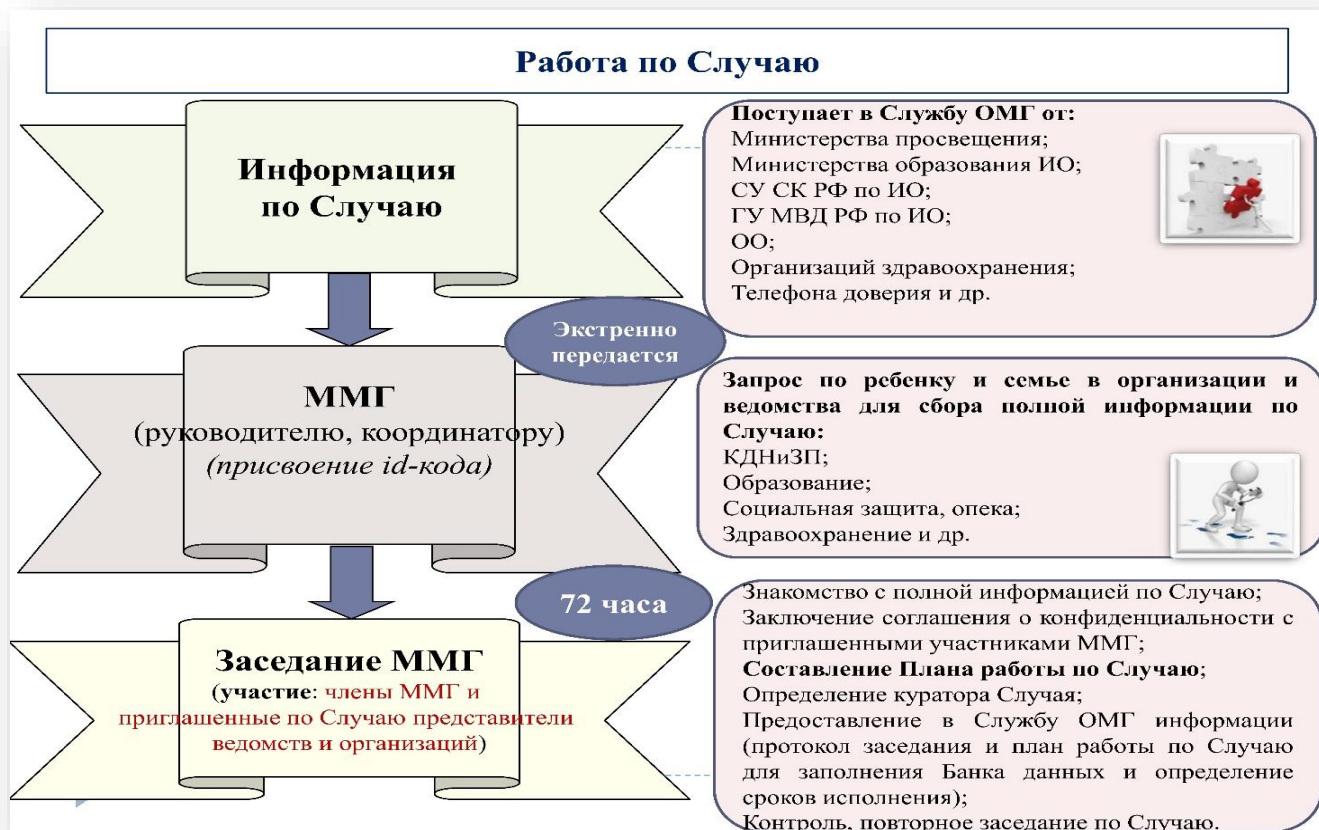 Работа по Случаю
Информация
по Случаю
Поступает в Службу ОМГ от:
Министерства просвещения;
Министерства образования ИО;
СУ СК РФ по ИО;
ГУ МВД РФ по ИО;
ОО;
Организаций здравоохранения;
Телефона доверия и др.
Экстренно
передается
ММГ
(руководителю, координатору)
(присвоение id-кода)
Запрос по ребенку и семье в организации и
ведомства для сбора полной информации по
Случаю:
КДНиЗП;
Образование;
Социальная защита, опека;
Здравоохранение и др.
72 часа
Заседание ММГ
(участие: члены ММГ и
приглашенные по Случаю представители
ведомств и организаций)
Знакомство с полной информацией по Случаю;
Заключение соглашения о конфиденциальности с
приглашенными участниками ММГ;
Составление Плана работы по Случаю;
Определение куратора Случая;
Предоставление в Службу ОМГ информации
(протокол заседания и план работы по Случаю
для заполнения Банка данных и определение
сроков исполнения);
Контроль, повторное заседание по Случаю.